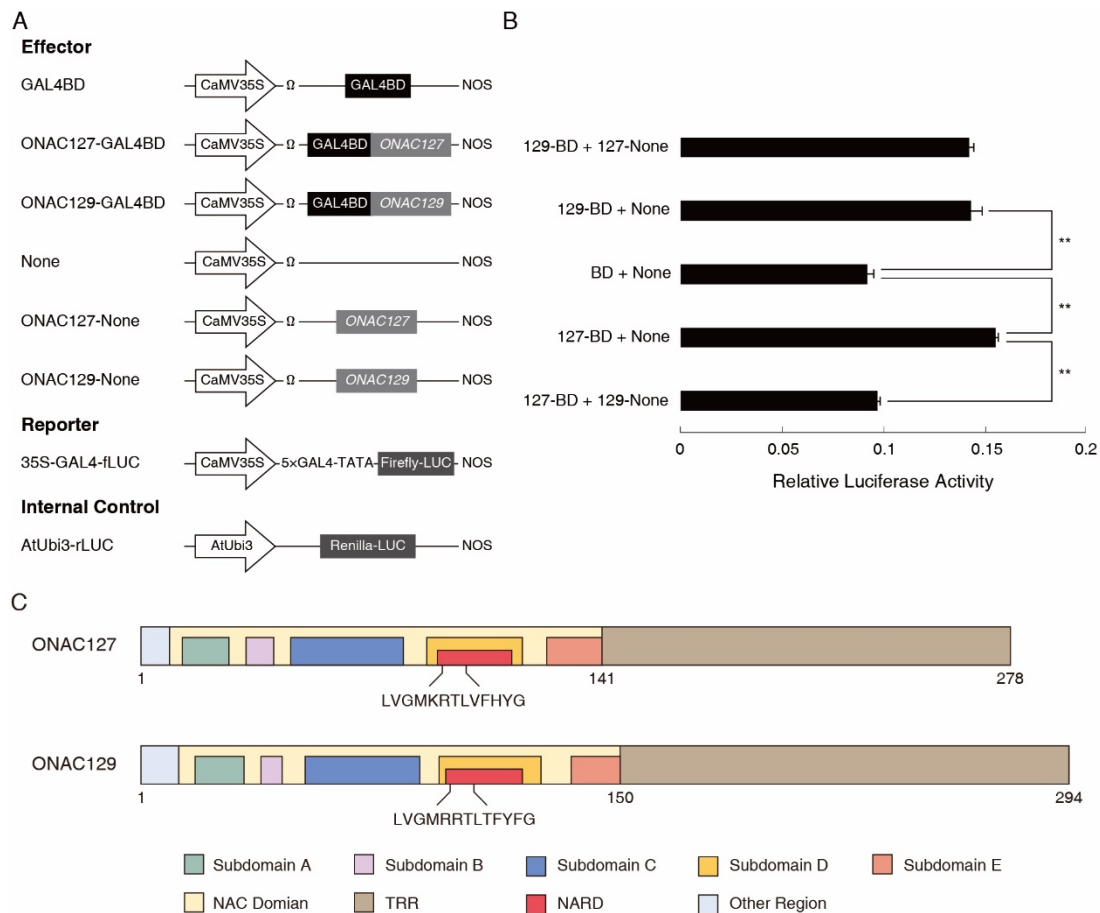 A
Effector
GAL4BD CaMV35S Ω GAL4BD NOS
ONAC127-GAL4BD CaMV35S Ω GAL4BD ONAC127 NOS
ONAC129-GAL4BD CaMV35S Ω GAL4BD ONAC129 NOS
None CaMV35S Ω NOS
ONAC127-None CaMV35S Ω ONAC127 NOS
ONAC129-None CaMV35S Ω ONAC129 NOS
Reporter
35S-GAL4-fLUC CaMV35S 5×GAL4-TATA Firefly-LUC NOS
Internal Control
AtUbi3-rLUC AtUbi3 Renilla-LUC NOS
B
129-BD + 127-None
129-BD + None
**
BD + None
**
127-BD + None
**
127-BD + 129-None
0 0.05 0.1 0.15 0.2
Relative Luciferase Activity
C
ONAC127
1 141 278
LVGMKRTLVFHYG
ONAC129
1 150 294
LVGMRRTLTFYFG
Subdomain A Subdomain B Subdomain C Subdomain D Subdomain E
NAC Domian TRR NARD Other Region